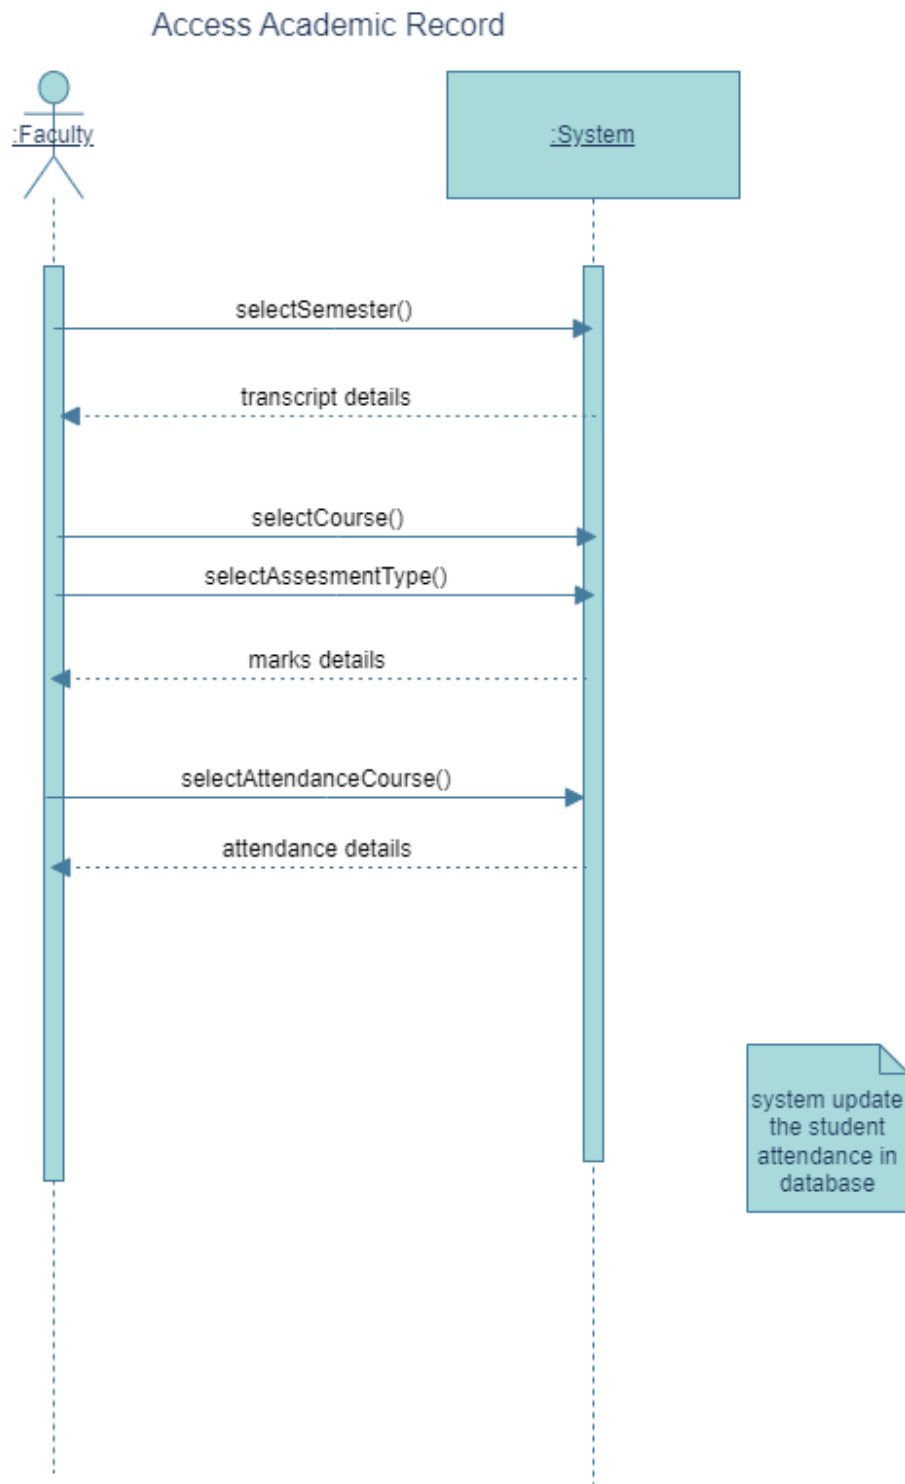 Access Academic Record
:Faculty
:System
selectSemester()
transcript details
selectCourse()
selectAssesmentType()
marks details
selectAttendanceCourse()
attendance details
system update
the student
attendance in
database